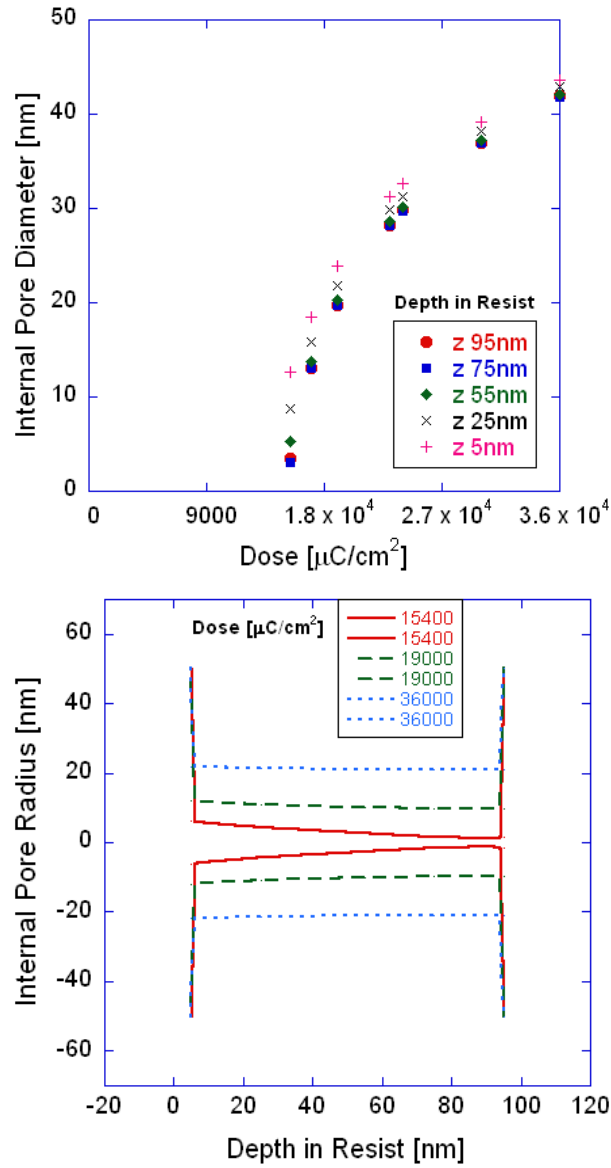 50
40
30
20
10
0
Internal Pore Diameter [nm]
Depth in Resist
z 95nm
z 75nm
z 55nm
z 25nm
z 5nm
0 9000 1.8 x 10⁴ 2.7 x 10⁴ 3.6 x 10⁴
Dose [μC/cm²]
Dose [μC/cm²]
15400
15400
19000
19000
36000
36000
60
40
20
0
-20
-40
-60
Internal Pore Radius [nm]
-20 0 20 40 60 80 100 120
Depth in Resist [nm]